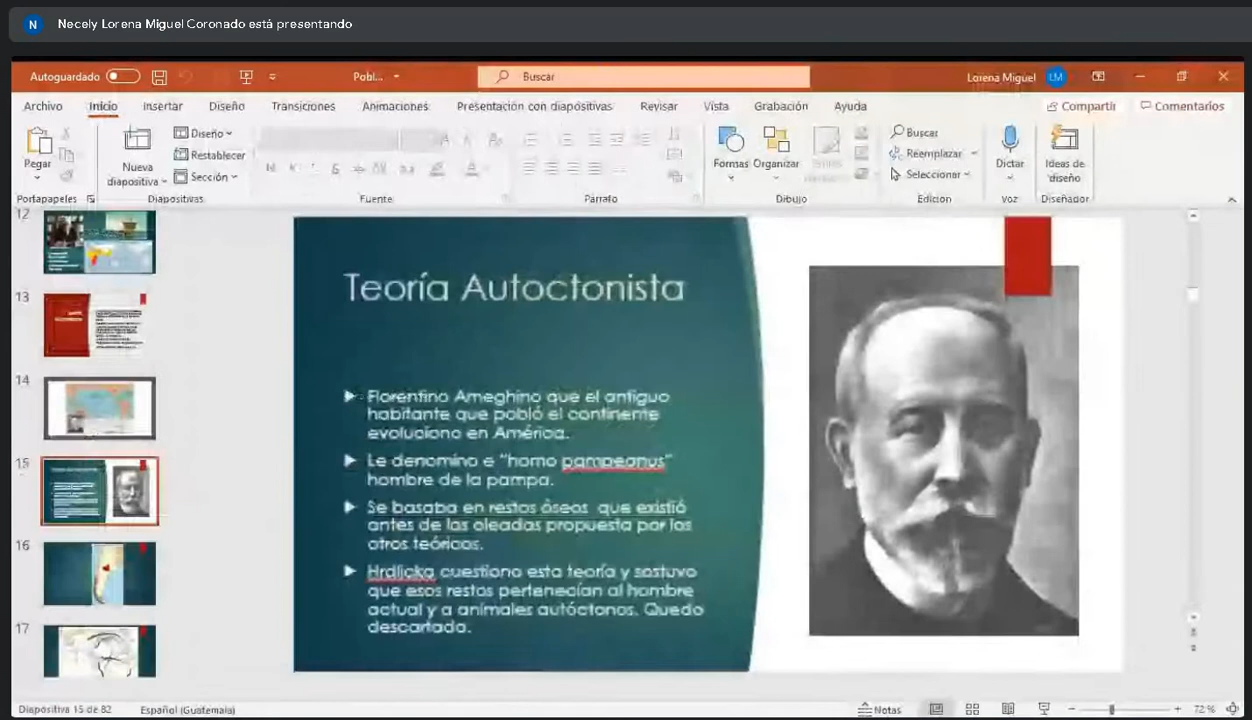 N Necely Lorena Miguel Coronado está presentando
Autoguardado Pobl... Buscar Lorena Miguel LM
Archivo Inicio Insertar Diseño Transiciones Animaciones Presentación con diapositivas Revisar Vista Grabación Ayuda Compartir Comentarios
Pegar
Nueva diapositiva
Diseño
Restablecer
Sección
Formas Organizar
Buscar
Reemplazar
Seleccionar
Dictar
Ideas de diseño
Portapapeles Diapositivas Fuente Párrafo Dibujo Edición Voz Diseñador
12
13
14
15
16
17
Teoría Autoctonista
Florentino Ameghino que el antiguo
habitante que pobló el continente
evoluciono en América.
Le denomino e "homo pampeanus"
hombre de la pampa.
Se basaba en restos óseos que existió
antes de las oleadas propuesta por los
otros teóricos.
Hrdlicka cuestiono esta teoría y sostuvo
que esos restos pertenecían al hombre
actual y a animales autóctonos. Quedo
descartada.
Diapositiva 15 de 82 Español (Guatemala) Notas 72 %